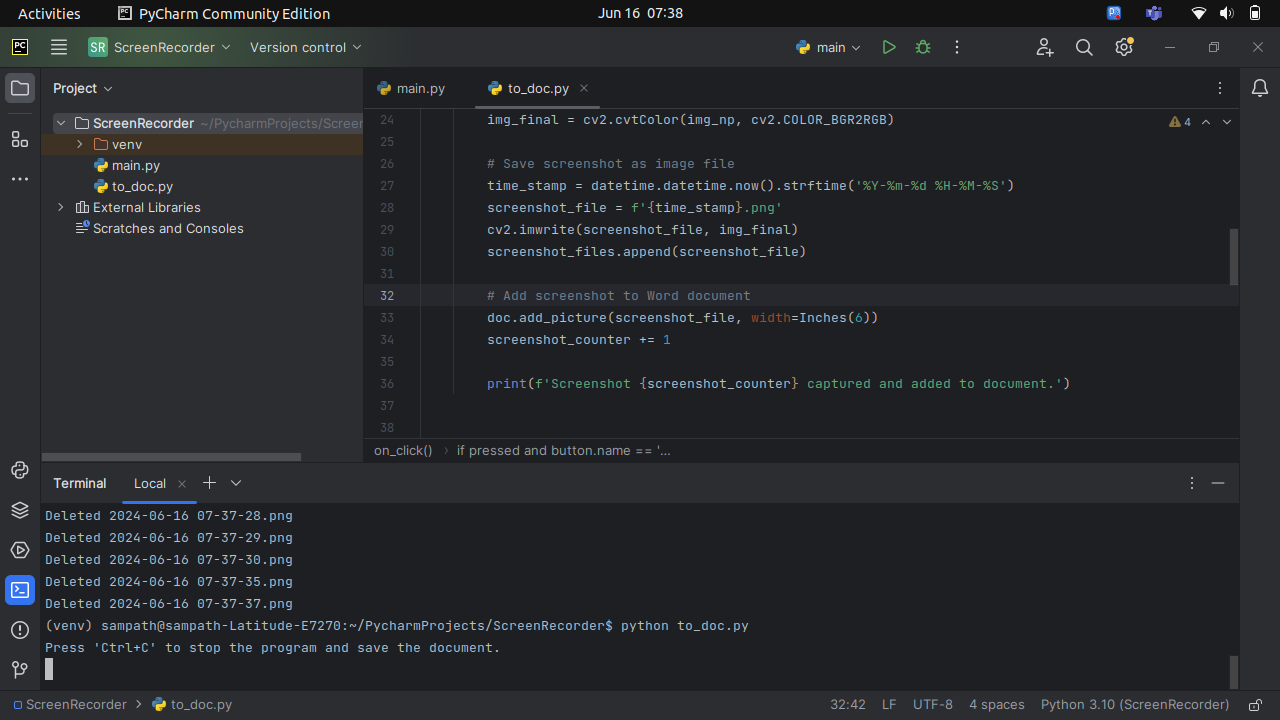 Activities PyCharm Community Edition Jun 16 07:38
PC SR ScreenRecorder Version control main
Project
ScreenRecorder ~/PycharmProjects/Screen
venv
main.py
to_doc.py
External Libraries
Scratches and Consoles
main.py to_doc.py
24 img_final = cv2.cvtColor(img_np, cv2.COLOR_BGR2RGB)
4
25
26 # Save screenshot as image file
27 time_stamp = datetime.datetime.now().strftime('%Y-%m-%d %H-%M-%S')
28 screenshot_file = f'{time_stamp}.png'
29 cv2.imwrite(screenshot_file, img_final)
30 screenshot_files.append(screenshot_file)
31
32 # Add screenshot to Word document
33 doc.add_picture(screenshot_file, width=Inches(6))
34 screenshot_counter += 1
35
36 print(f'Screenshot {screenshot_counter} captured and added to document.')
37
38
on_click() if pressed and button.name == '...
Terminal Local
Deleted 2024-06-16 07-37-28.png
Deleted 2024-06-16 07-37-29.png
Deleted 2024-06-16 07-37-30.png
Deleted 2024-06-16 07-37-35.png
Deleted 2024-06-16 07-37-37.png
(venv) sampath@sampath-Latitude-E7270:~/PycharmProjects/ScreenRecorder$ python to_doc.py
Press 'Ctrl+C' to stop the program and save the document.
ScreenRecorder to_doc.py 32:42 LF UTF-8 4 spaces Python 3.10 (ScreenRecorder)